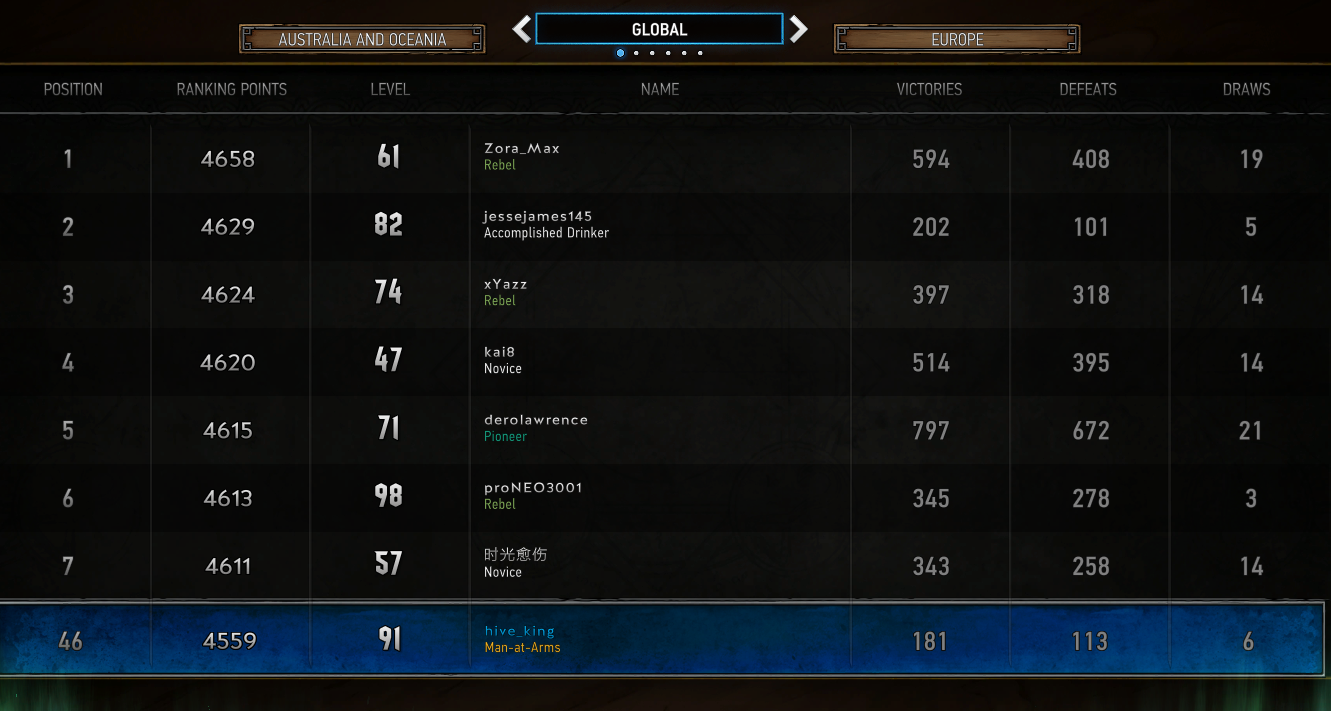 AUSTRALIA AND OCEANIA GLOBAL EUROPE
POSITION RANKING POINTS LEVEL NAME VICTORIES DEFEATS DRAWS
1 4658 61 Zora_Max 594 408 19
Rebel
2 4629 82 jessejames145 202 101 5
Accomplished Drinker
3 4624 74 xYazz 397 318 14
Rebel
4 4620 47 kai8 514 395 14
Novice
5 4615 71 derolawrence 797 672 21
Pioneer
6 4613 98 proNEO3001 345 278 3
Rebel
7 4611 57 时光愈伤 343 258 14
Novice
46 4559 91 hive_king 181 113 6
Man-at-Arms